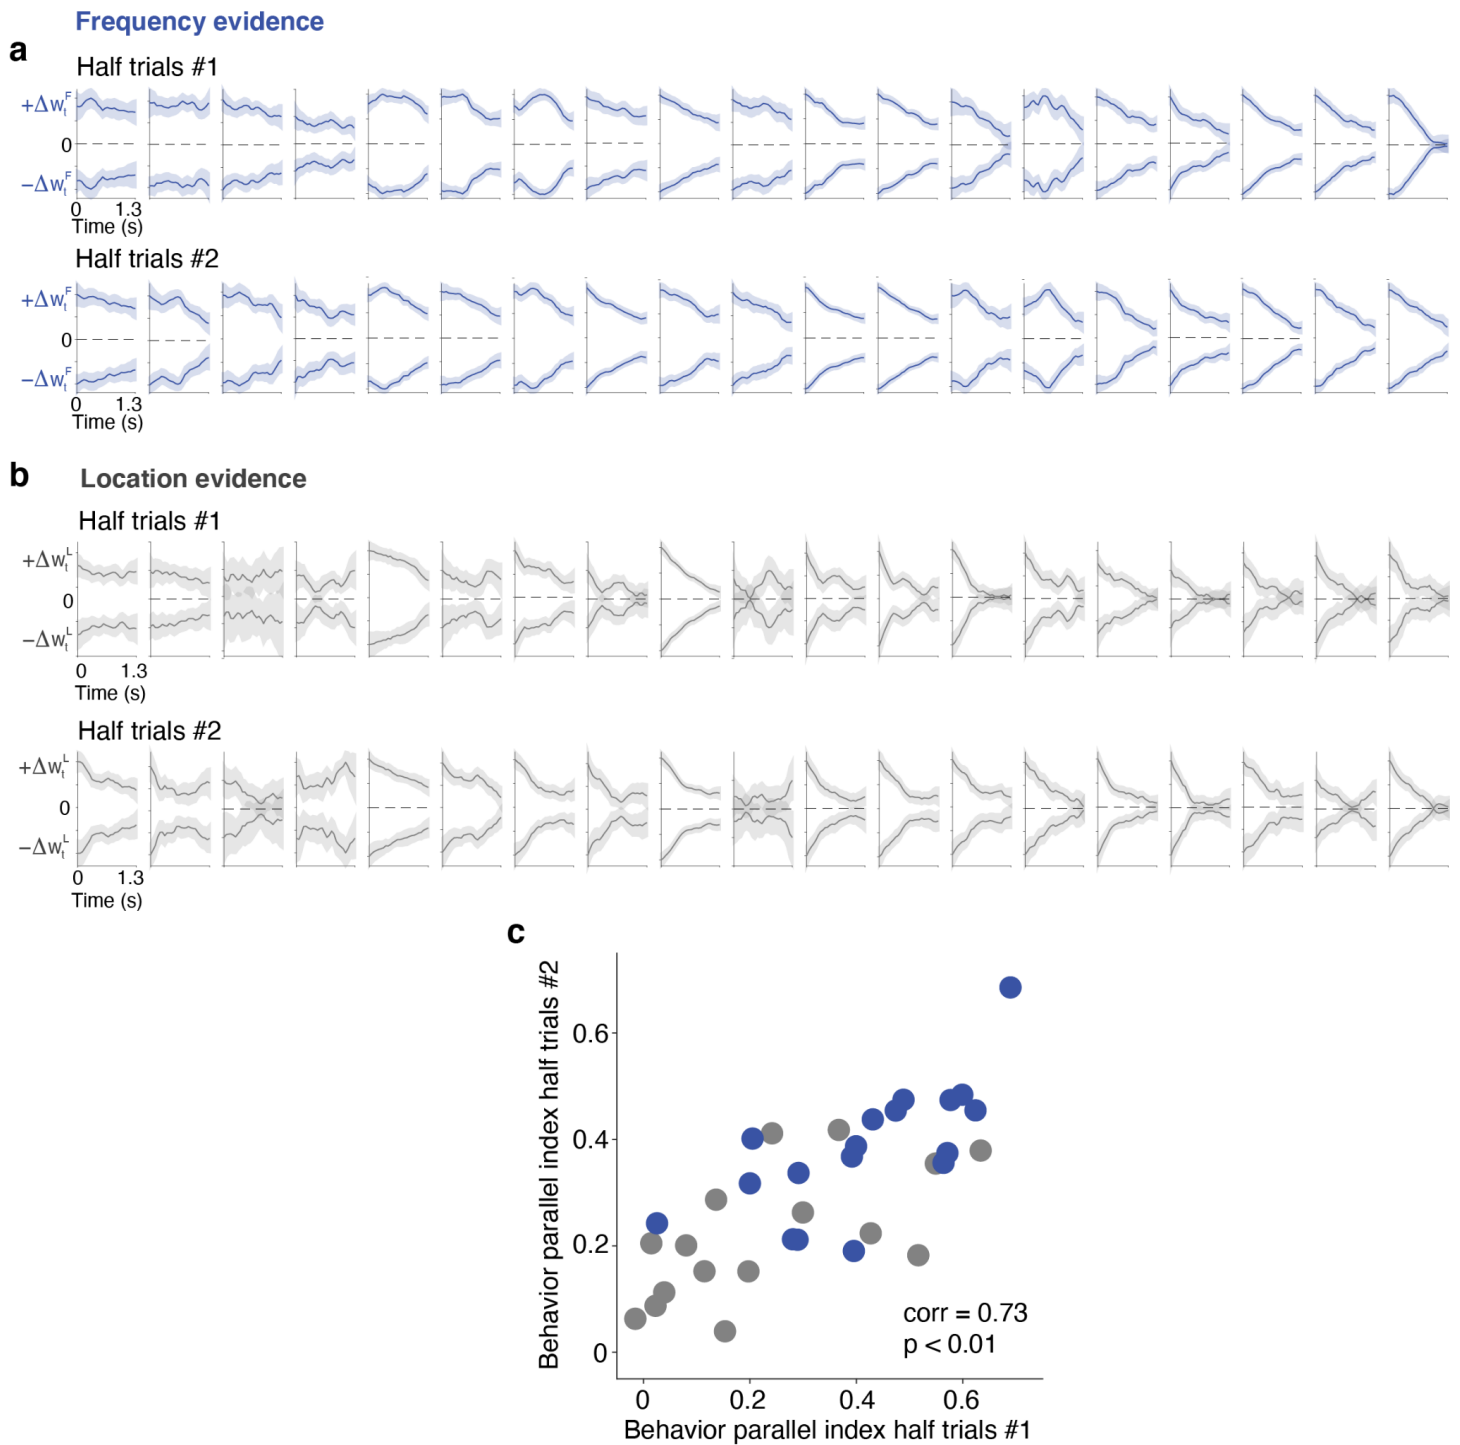 Frequency evidence
a
Half trials #1
+Δw_t^F
0
−Δw_t^F
0 1.3
Time (s)
Half trials #2
+Δw_t^F
0
−Δw_t^F
0 1.3
Time (s)
b Location evidence
Half trials #1
+Δw_t^L
0
−Δw_t^L
0 1.3
Time (s)
Half trials #2
+Δw_t^L
0
−Δw_t^L
0 1.3
Time (s)
c
Behavior parallel index half trials #2
0.6
0.4
0.2
0
corr = 0.73
p < 0.01
0 0.2 0.4 0.6
Behavior parallel index half trials #1